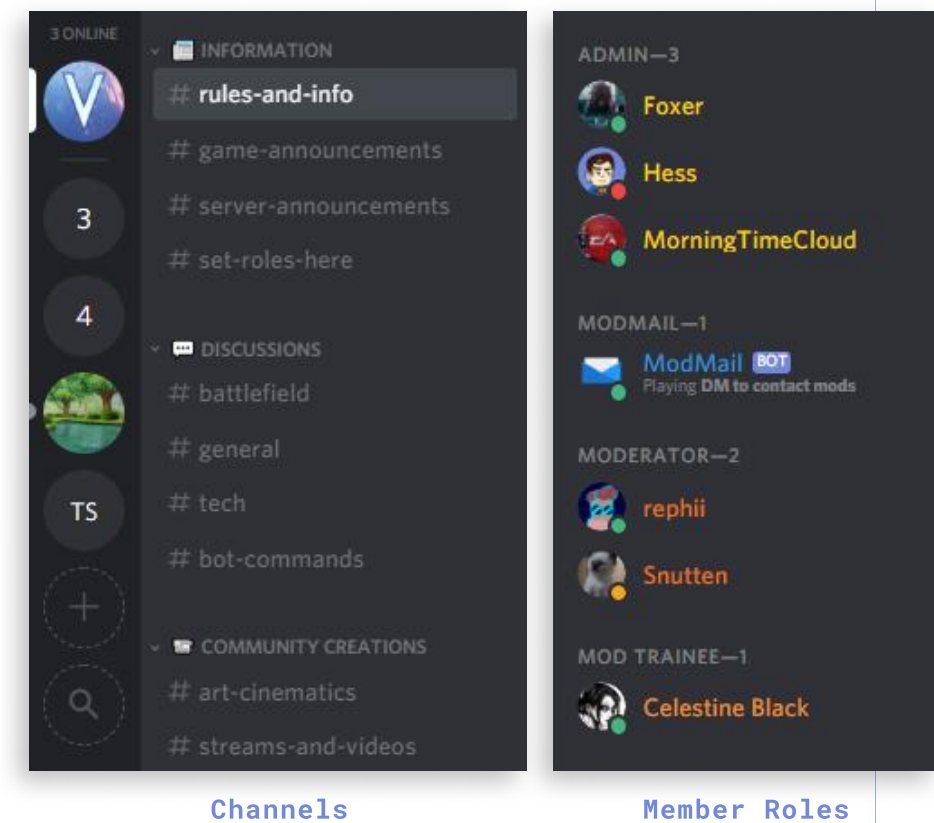 3 ONLINE
INFORMATION
# rules-and-info
# game-announcements
# server-announcements
# set-roles-here
DISCUSSIONS
# battlefield
# general
# tech
# bot-commands
COMMUNITY CREATIONS
# art-cinematics
# streams-and-videos
V
3
4
TS
Channels
ADMIN—3
Foxer
Hess
EA
MorningTimeCloud
MODMAIL—1
ModMail BOT
Playing DM to contact mods
MODERATOR—2
rephii
Snutten
MOD TRAINEE—1
Celestine Black
Member Roles